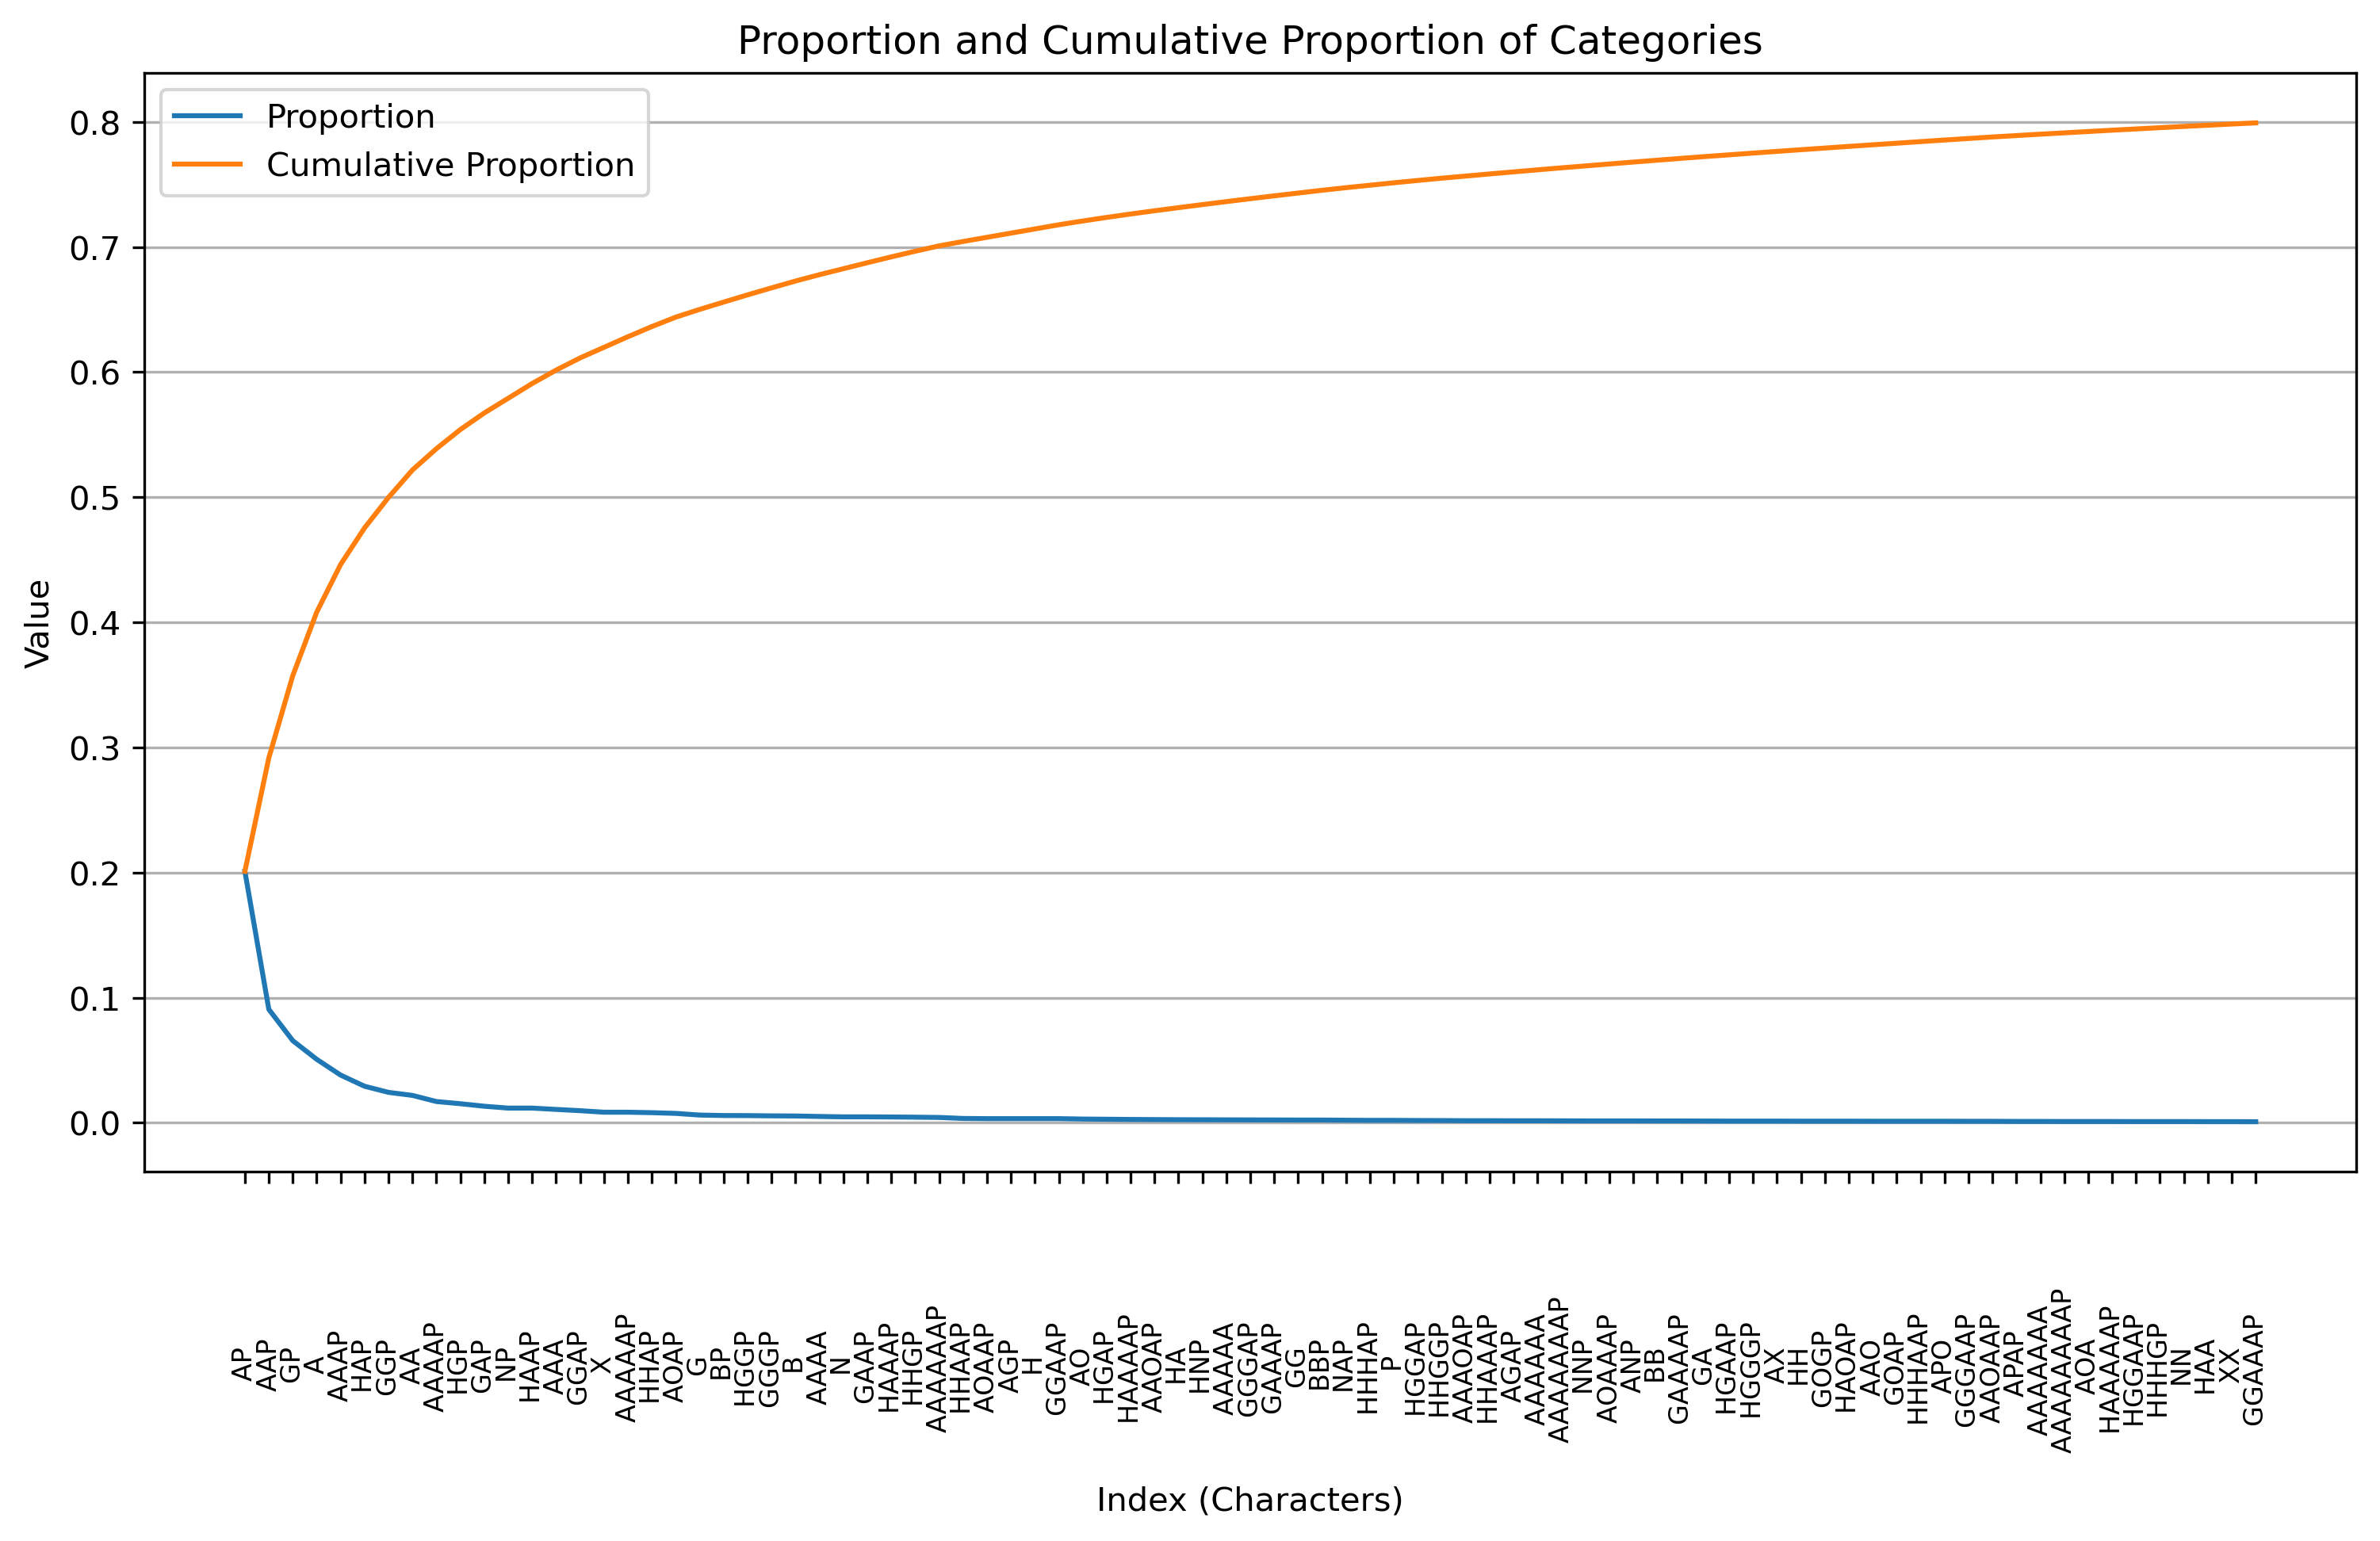 Proportion and Cumulative Proportion of Categories
Proportion
Cumulative Proportion
0.8
0.7
0.6
0.5
0.4
0.3
0.2
0.1
0.0
Value
AP
AAP
GP
A
AAAP
HAP
GGP
AA
AAAAP
HGP
GAP
NP
HAAP
AAA
GGAP
X
AAAAAP
HHAP
AOAP
G
BP
HGGP
GGGP
B
AAAA
N
GAAP
HAAAP
HHGP
AAAAAAP
HHAAP
AOAAP
AGP
H
GGAAP
AO
HGAP
HAAAAP
AAOAP
HA
HNP
AAAAA
GGGAP
GAAAP
GG
BBP
NAP
HHHAP
P
HGGAP
HHGGP
AAAOAP
HHAAAP
AGAP
AAAAAA
AAAAAAAP
NNP
AOAAAP
ANP
BB
GAAAAP
GA
HGAAP
HGGGP
AX
HH
GOGP
HAOAP
AAO
GOAP
HHHAAP
APO
GGGAAP
AAOAAP
APAP
AAAAAAA
AAAAAAAAP
AOA
HAAAAAP
HGGAAP
HHHGP
NN
HAA
XX
GGAAAP
Index (Characters)